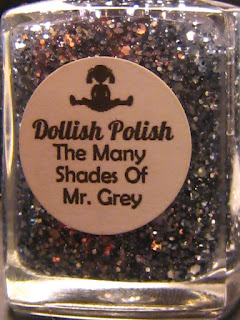 Dollish Polish
The Many
Shades Of
Mr. Grey